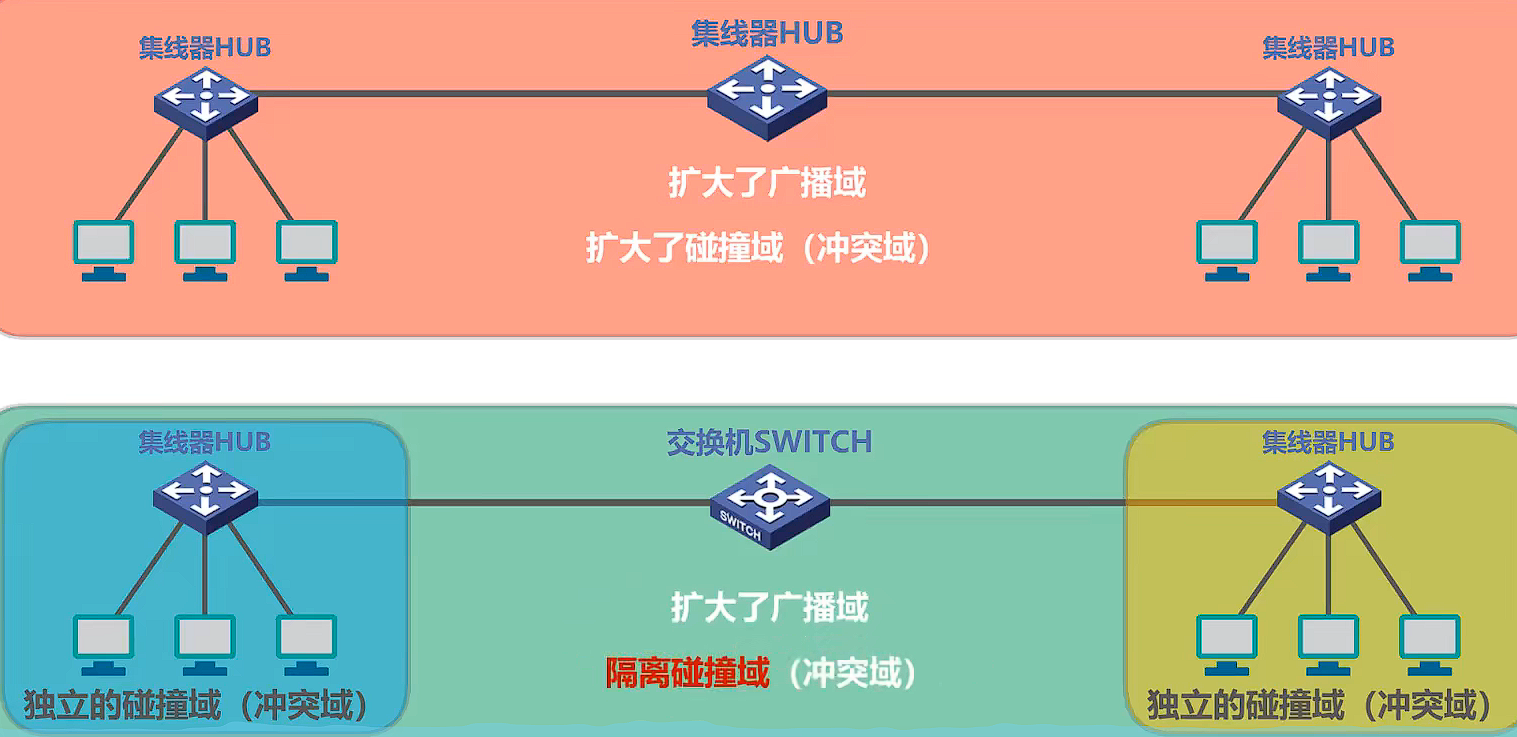 集线器HUB
集线器HUB
集线器HUB
扩大了广播域
扩大了碰撞域（冲突域）
集线器HUB
交换机SWITCH
集线器HUB
SWITCH
扩大了广播域
隔离碰撞域（冲突域）
独立的碰撞域（冲突域）
独立的碰撞域（冲突域）